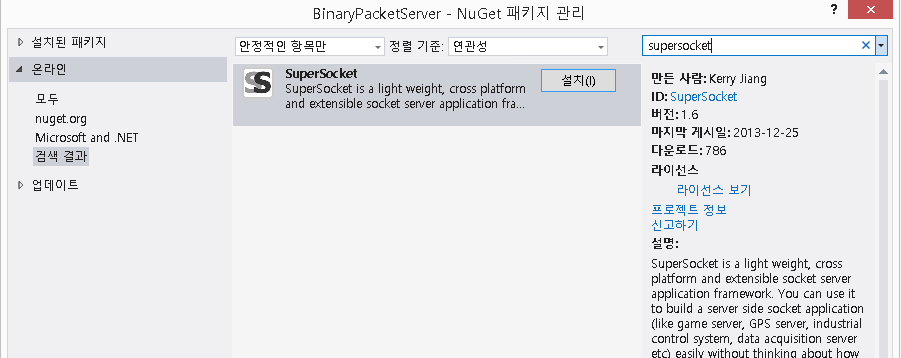 BinaryPacketServer - NuGet 패키지 관리
?
설치된 패키지
온라인
모두
nuget.org
Microsoft and .NET
검색 결과
업데이트
안정적인 항목만 정렬 기준: 연관성
SS
SuperSocket
SuperSocket is a light weight, cross platform
and extensible socket server application fra...
설치(I)
supersocket
만든 사람: Kerry Jiang
ID: SuperSocket
버전: 1.6
마지막 게시일: 2013-12-25
다운로드: 786
라이선스
라이선스 보기
프로젝트 정보
신고하기
설명:
SuperSocket is a light weight, cross
platform and extensible socket server
application framework. You can use it
to build a server side socket application
(like game server, GPS server, industrial
control system, data acquisition server
etc) easily without thinking about how